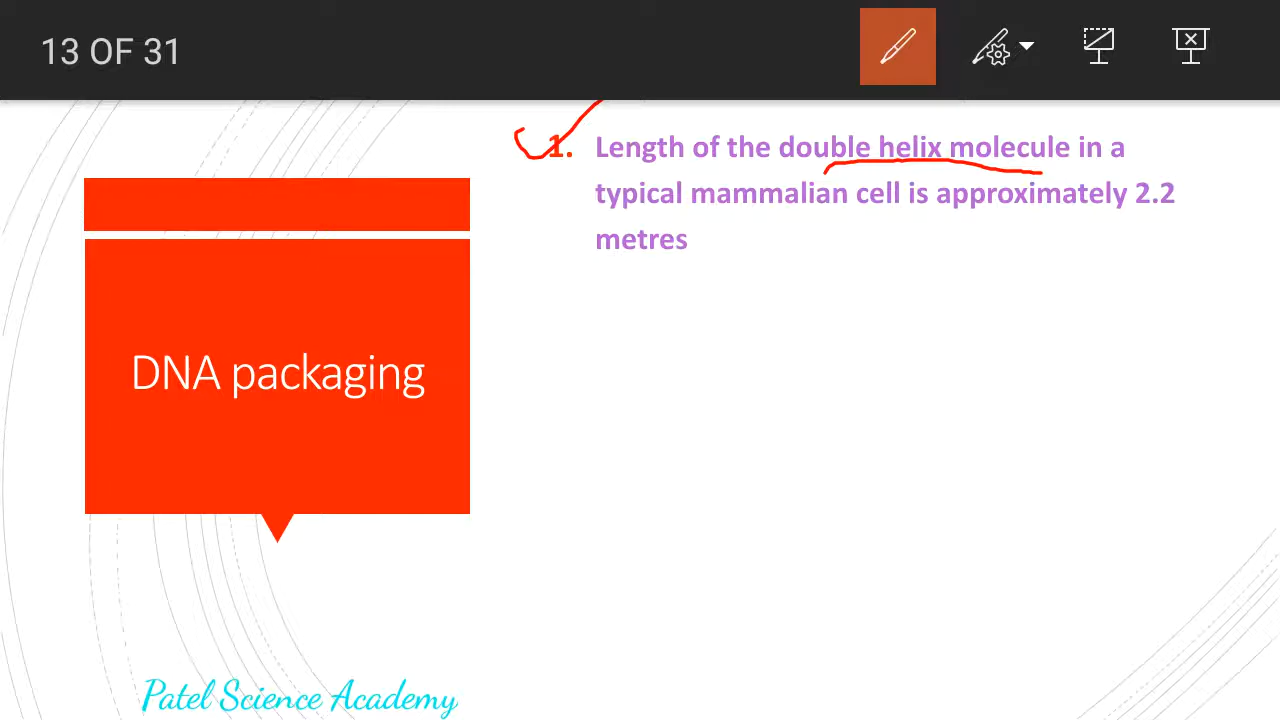 13 OF 31
1. Length of the double helix molecule in a
typical mammalian cell is approximately 2.2
metres
DNA packaging
Patel Science Academy